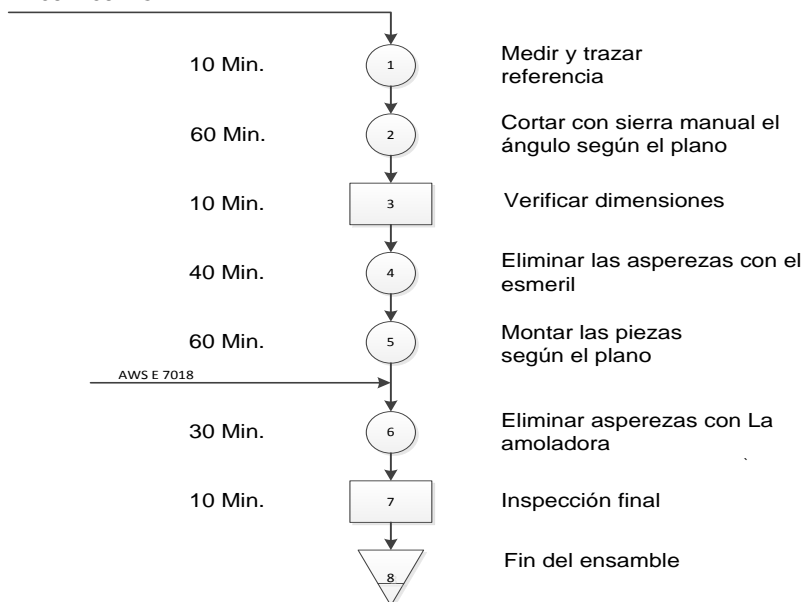 10 Min.
1
Medir y trazar
referencia
60 Min.
2
Cortar con sierra manual el
ángulo según el plano
10 Min.
3
Verificar dimensiones
40 Min.
4
Eliminar las asperezas con el
esmeril
60 Min.
5
Montar las piezas
según el plano
AWS E 7018
30 Min.
6
Eliminar asperezas con La
amoladora
10 Min.
7
Inspección final
8
Fin del ensamble